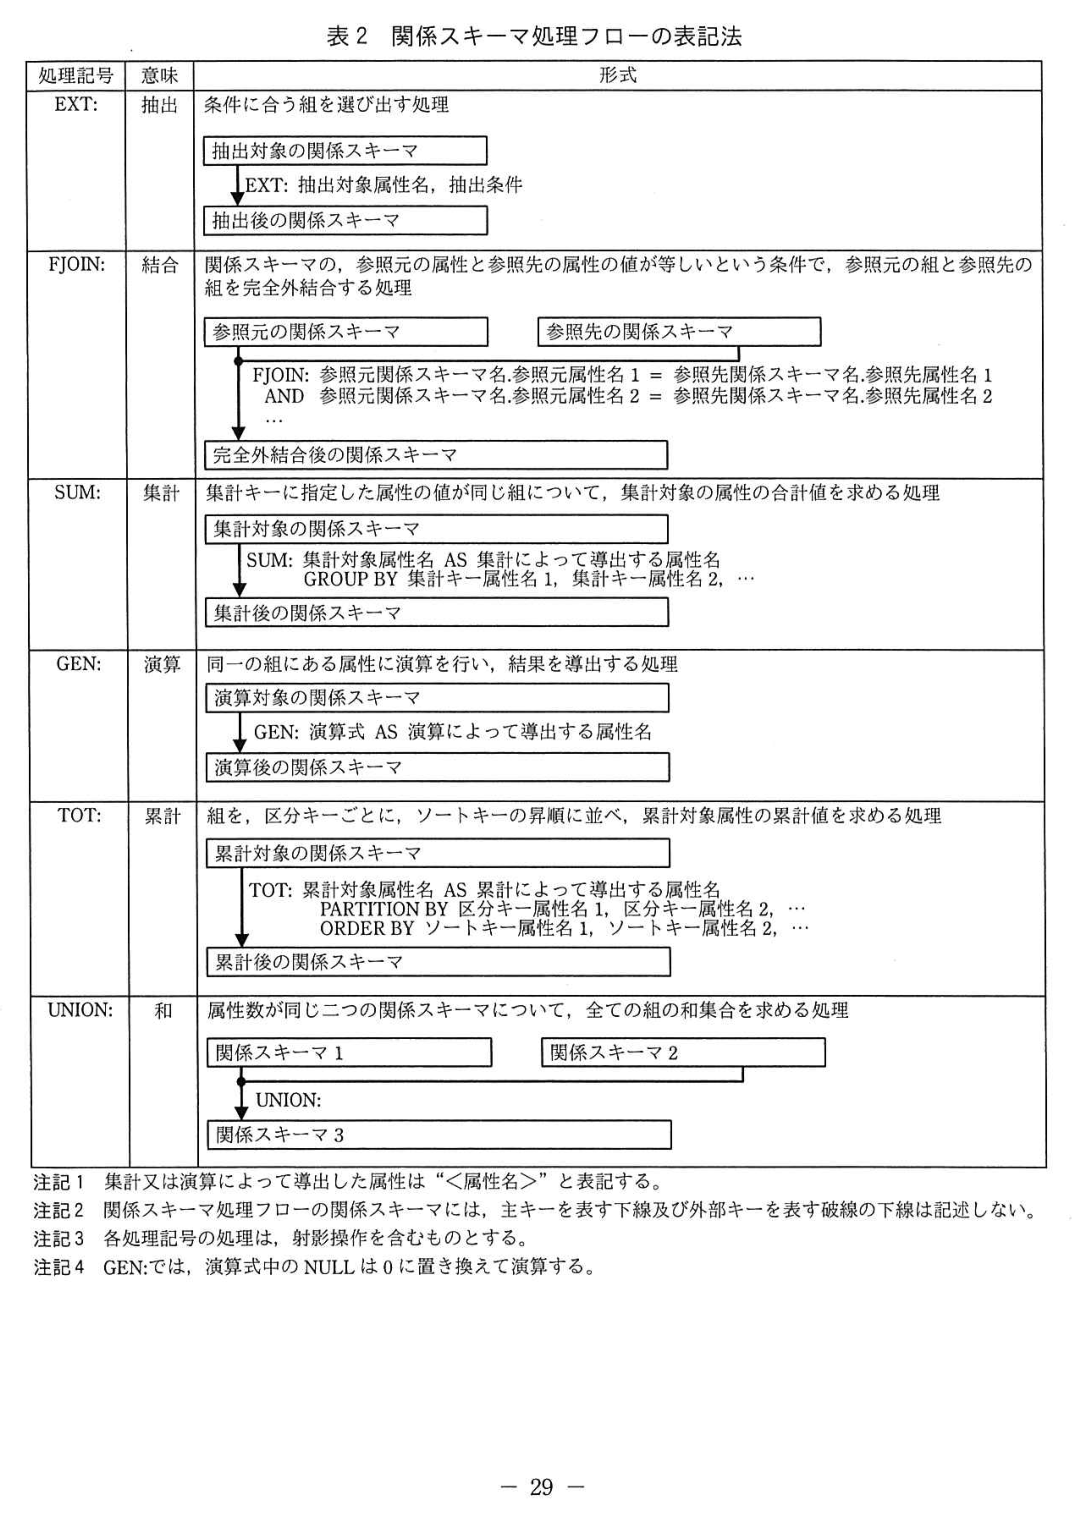 表2 関係スキーマ処理フローの表記法
処理記号 意味 形式
EXT: 抽出 条件に合う組を選び出す処理
抽出対象の関係スキーマ
EXT: 抽出対象属性名，抽出条件
抽出後の関係スキーマ
FJOIN: 結合 関係スキーマの，参照元の属性と参照先の属性の値が等しいという条件で，参照元の組と参照先の
組を完全外結合する処理
参照元の関係スキーマ 参照先の関係スキーマ
FJOIN: 参照元関係スキーマ名.参照元属性名1 = 参照先関係スキーマ名.参照先属性名1
AND 参照元関係スキーマ名.参照元属性名2 = 参照先関係スキーマ名.参照先属性名2
…
完全外結合後の関係スキーマ
SUM: 集計 集計キーに指定した属性の値が同じ組について，集計対象の属性の合計値を求める処理
集計対象の関係スキーマ
SUM: 集計対象属性名 AS 集計によって導出する属性名
GROUP BY 集計キー属性名1，集計キー属性名2，…
集計後の関係スキーマ
GEN: 演算 同一の組にある属性に演算を行い，結果を導出する処理
演算対象の関係スキーマ
GEN: 演算式 AS 演算によって導出する属性名
演算後の関係スキーマ
TOT: 累計 組を，区分キーごとに，ソートキーの昇順に並べ，累計対象属性の累計値を求める処理
累計対象の関係スキーマ
TOT: 累計対象属性名 AS 累計によって導出する属性名
PARTITION BY 区分キー属性名1，区分キー属性名2，…
ORDER BY ソートキー属性名1，ソートキー属性名2，…
累計後の関係スキーマ
UNION: 和 属性数が同じ二つの関係スキーマについて，全ての組の和集合を求める処理
関係スキーマ1 関係スキーマ2
UNION:
関係スキーマ3
注記1 集計又は演算によって導出した属性は“＜属性名＞”と表記する。
注記2 関係スキーマ処理フローの関係スキーマには，主キーを表す下線及び外部キーを表す破線の下線は記述しない。
注記3 各処理記号の処理は，射影操作を含むものとする。
注記4 GEN:では，演算式中のNULLは0に置き換えて演算する。
－ 29 －